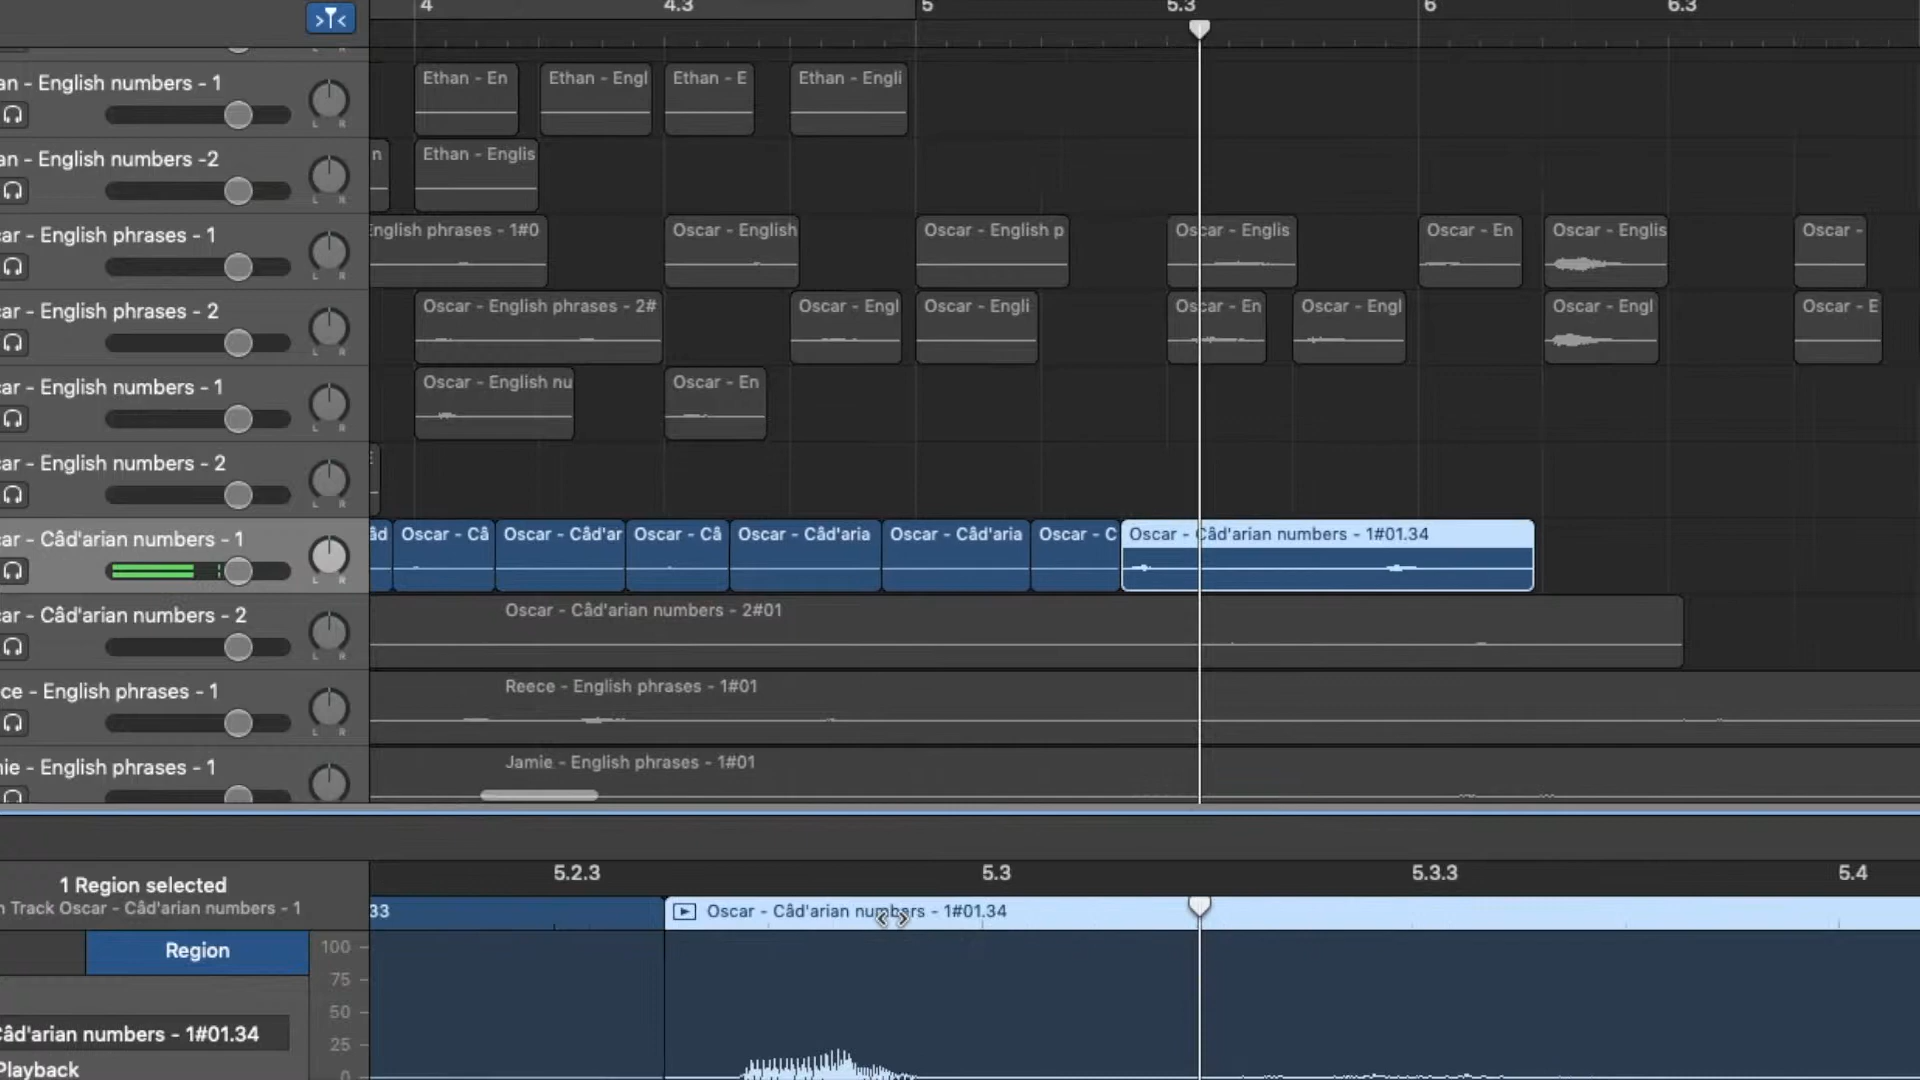 4 4.3 5 5.3 6 6.3
an - English numbers - 1
Ethan - En Ethan - Engl Ethan - E Ethan - Engli
L R
an - English numbers -2
n Ethan - Englis
L R
ar - English phrases - 1
English phrases - 1#0 Oscar - English Oscar - English p Oscar - Englis Oscar - En Oscar - Englis Oscar -
L R
ar - English phrases - 2
Oscar - English phrases - 2# Oscar - Engl Oscar - Engli Oscar - En Oscar - Engl Oscar - Engl Oscar - E
L R
ar - English numbers - 1
Oscar - English nu Oscar - En
L R
ar - English numbers - 2
L R
ar - Câd'arian numbers - 1
âd Oscar - Câ Oscar - Câd'ar Oscar - Câ Oscar - Câd'aria Oscar - Câd'aria Oscar - C Oscar - Câd'arian numbers - 1#01.34
L R
ar - Câd'arian numbers - 2
Oscar - Câd'arian numbers - 2#01
L R
ce - English phrases - 1
Reece - English phrases - 1#01
L R
ie - English phrases - 1
Jamie - English phrases - 1#01
5.2.3 5.3 5.3.3 5.4
1 Region selected
n Track Oscar - Câd'arian numbers - 1
33 Oscar - Câd'arian numbers - 1#01.34
Region
100
75
50
25
0
Câd'arian numbers - 1#01.34
Playback